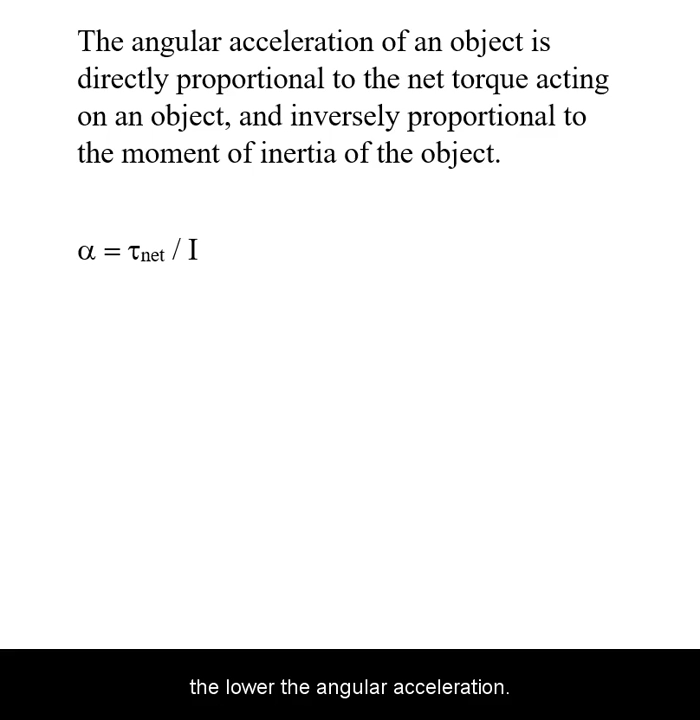 The angular acceleration of an object is
directly proportional to the net torque acting
on an object, and inversely proportional to
the moment of inertia of the object.
α = τnet / I
the lower the angular acceleration.